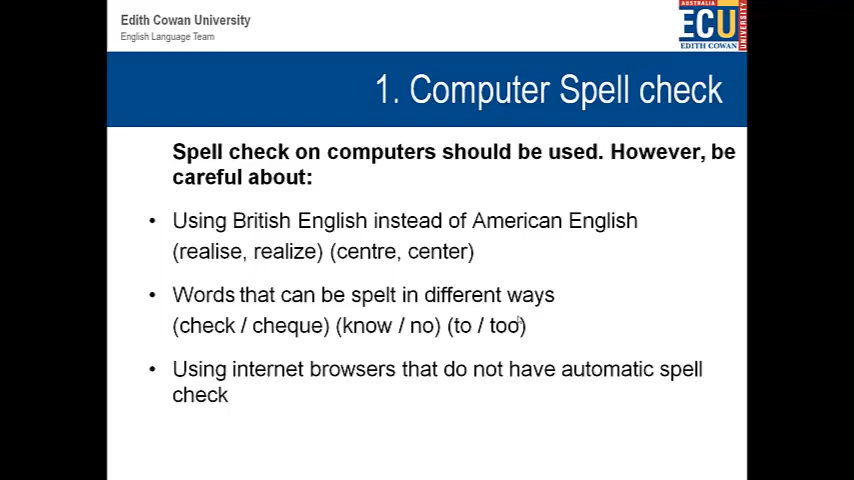 Edith Cowan University
English Language Team
AUSTRALIA
ECU
EDITH COWAN
UNIVERSITY
1. Computer Spell check
Spell check on computers should be used. However, be
careful about:
• Using British English instead of American English
(realise, realize) (centre, center)
• Words that can be spelt in different ways
(check / cheque) (know / no) (to / too)
• Using internet browsers that do not have automatic spell
check